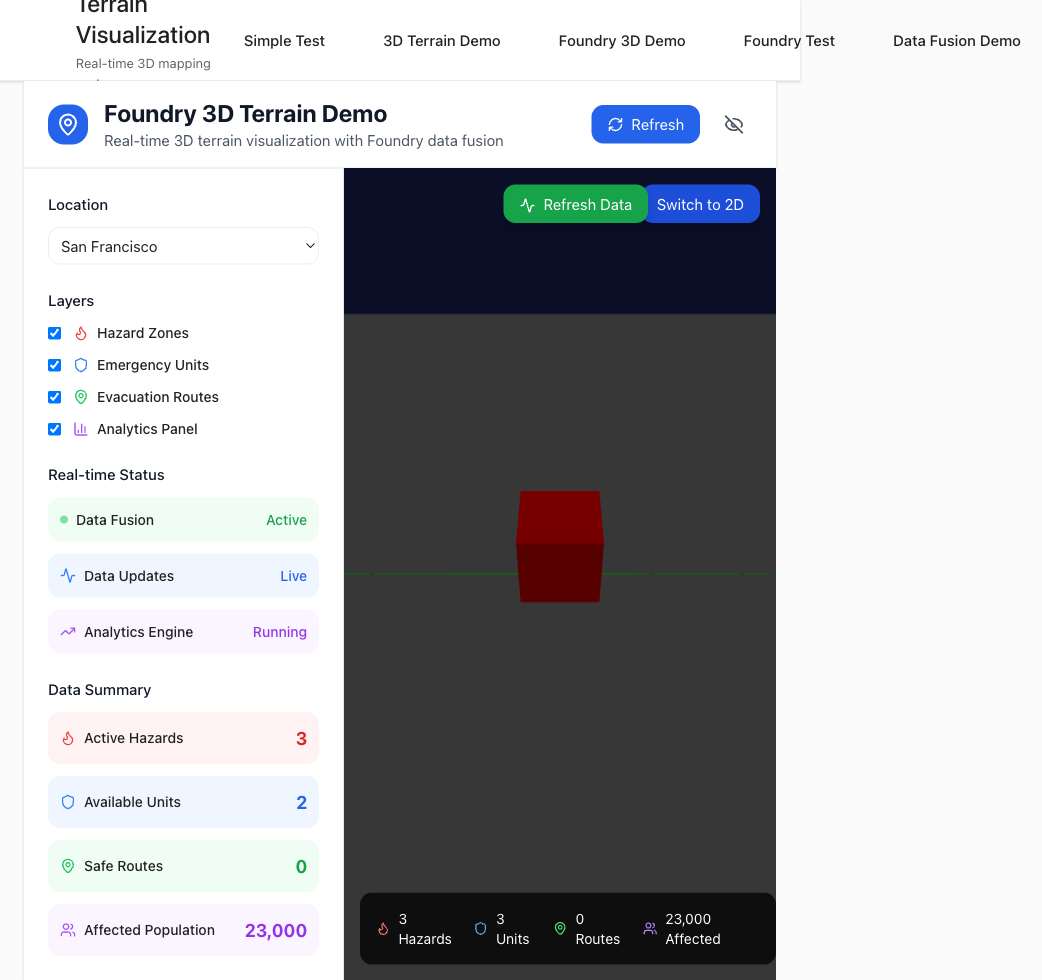 Terrain
Visualization
Real-time 3D mapping
Simple Test
3D Terrain Demo
Foundry 3D Demo
Foundry Test
Data Fusion Demo
Foundry 3D Terrain Demo
Real-time 3D terrain visualization with Foundry data fusion
Refresh
Location
San Francisco
Layers
Hazard Zones
Emergency Units
Evacuation Routes
Analytics Panel
Real-time Status
Data Fusion Active
Data Updates Live
Analytics Engine Running
Data Summary
Active Hazards 3
Available Units 2
Safe Routes 0
Affected Population 23,000
Refresh Data
Switch to 2D
3
Hazards
3
Units
0
Routes
23,000
Affected